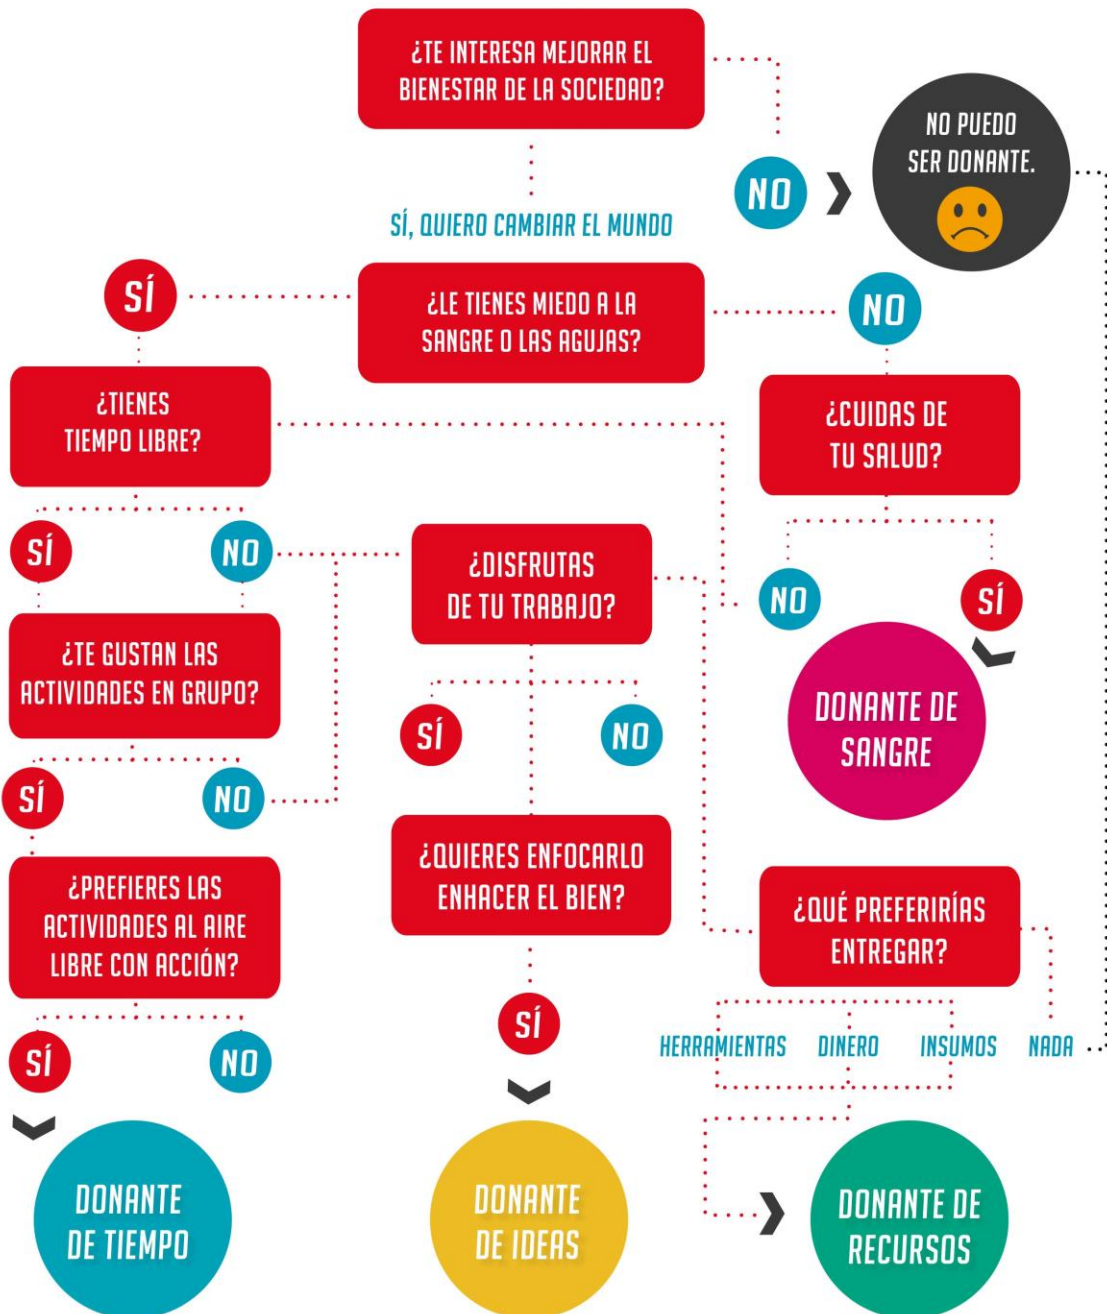 ¿TE INTERESA MEJORAR EL
BIENESTAR DE LA SOCIEDAD?
NO
NO PUEDO
SER DONANTE.
SÍ, QUIERO CAMBIAR EL MUNDO
SÍ
¿LE TIENES MIEDO A LA
SANGRE O LAS AGUJAS?
NO
¿TIENES
TIEMPO LIBRE?
¿CUIDAS DE
TU SALUD?
SÍ
NO
¿DISFRUTAS
DE TU TRABAJO?
NO
SÍ
¿TE GUSTAN LAS
ACTIVIDADES EN GRUPO?
DONANTE DE
SANGRE
SÍ
NO
SÍ
NO
¿PREFIERES LAS
ACTIVIDADES AL AIRE
LIBRE CON ACCIÓN?
¿QUIERES ENFOCARLO
ENHACER EL BIEN?
¿QUÉ PREFERIRÍAS
ENTREGAR?
SÍ
NO
SÍ
HERRAMIENTAS
DINERO
INSUMOS
NADA
DONANTE
DE TIEMPO
DONANTE
DE IDEAS
DONANTE DE
RECURSOS